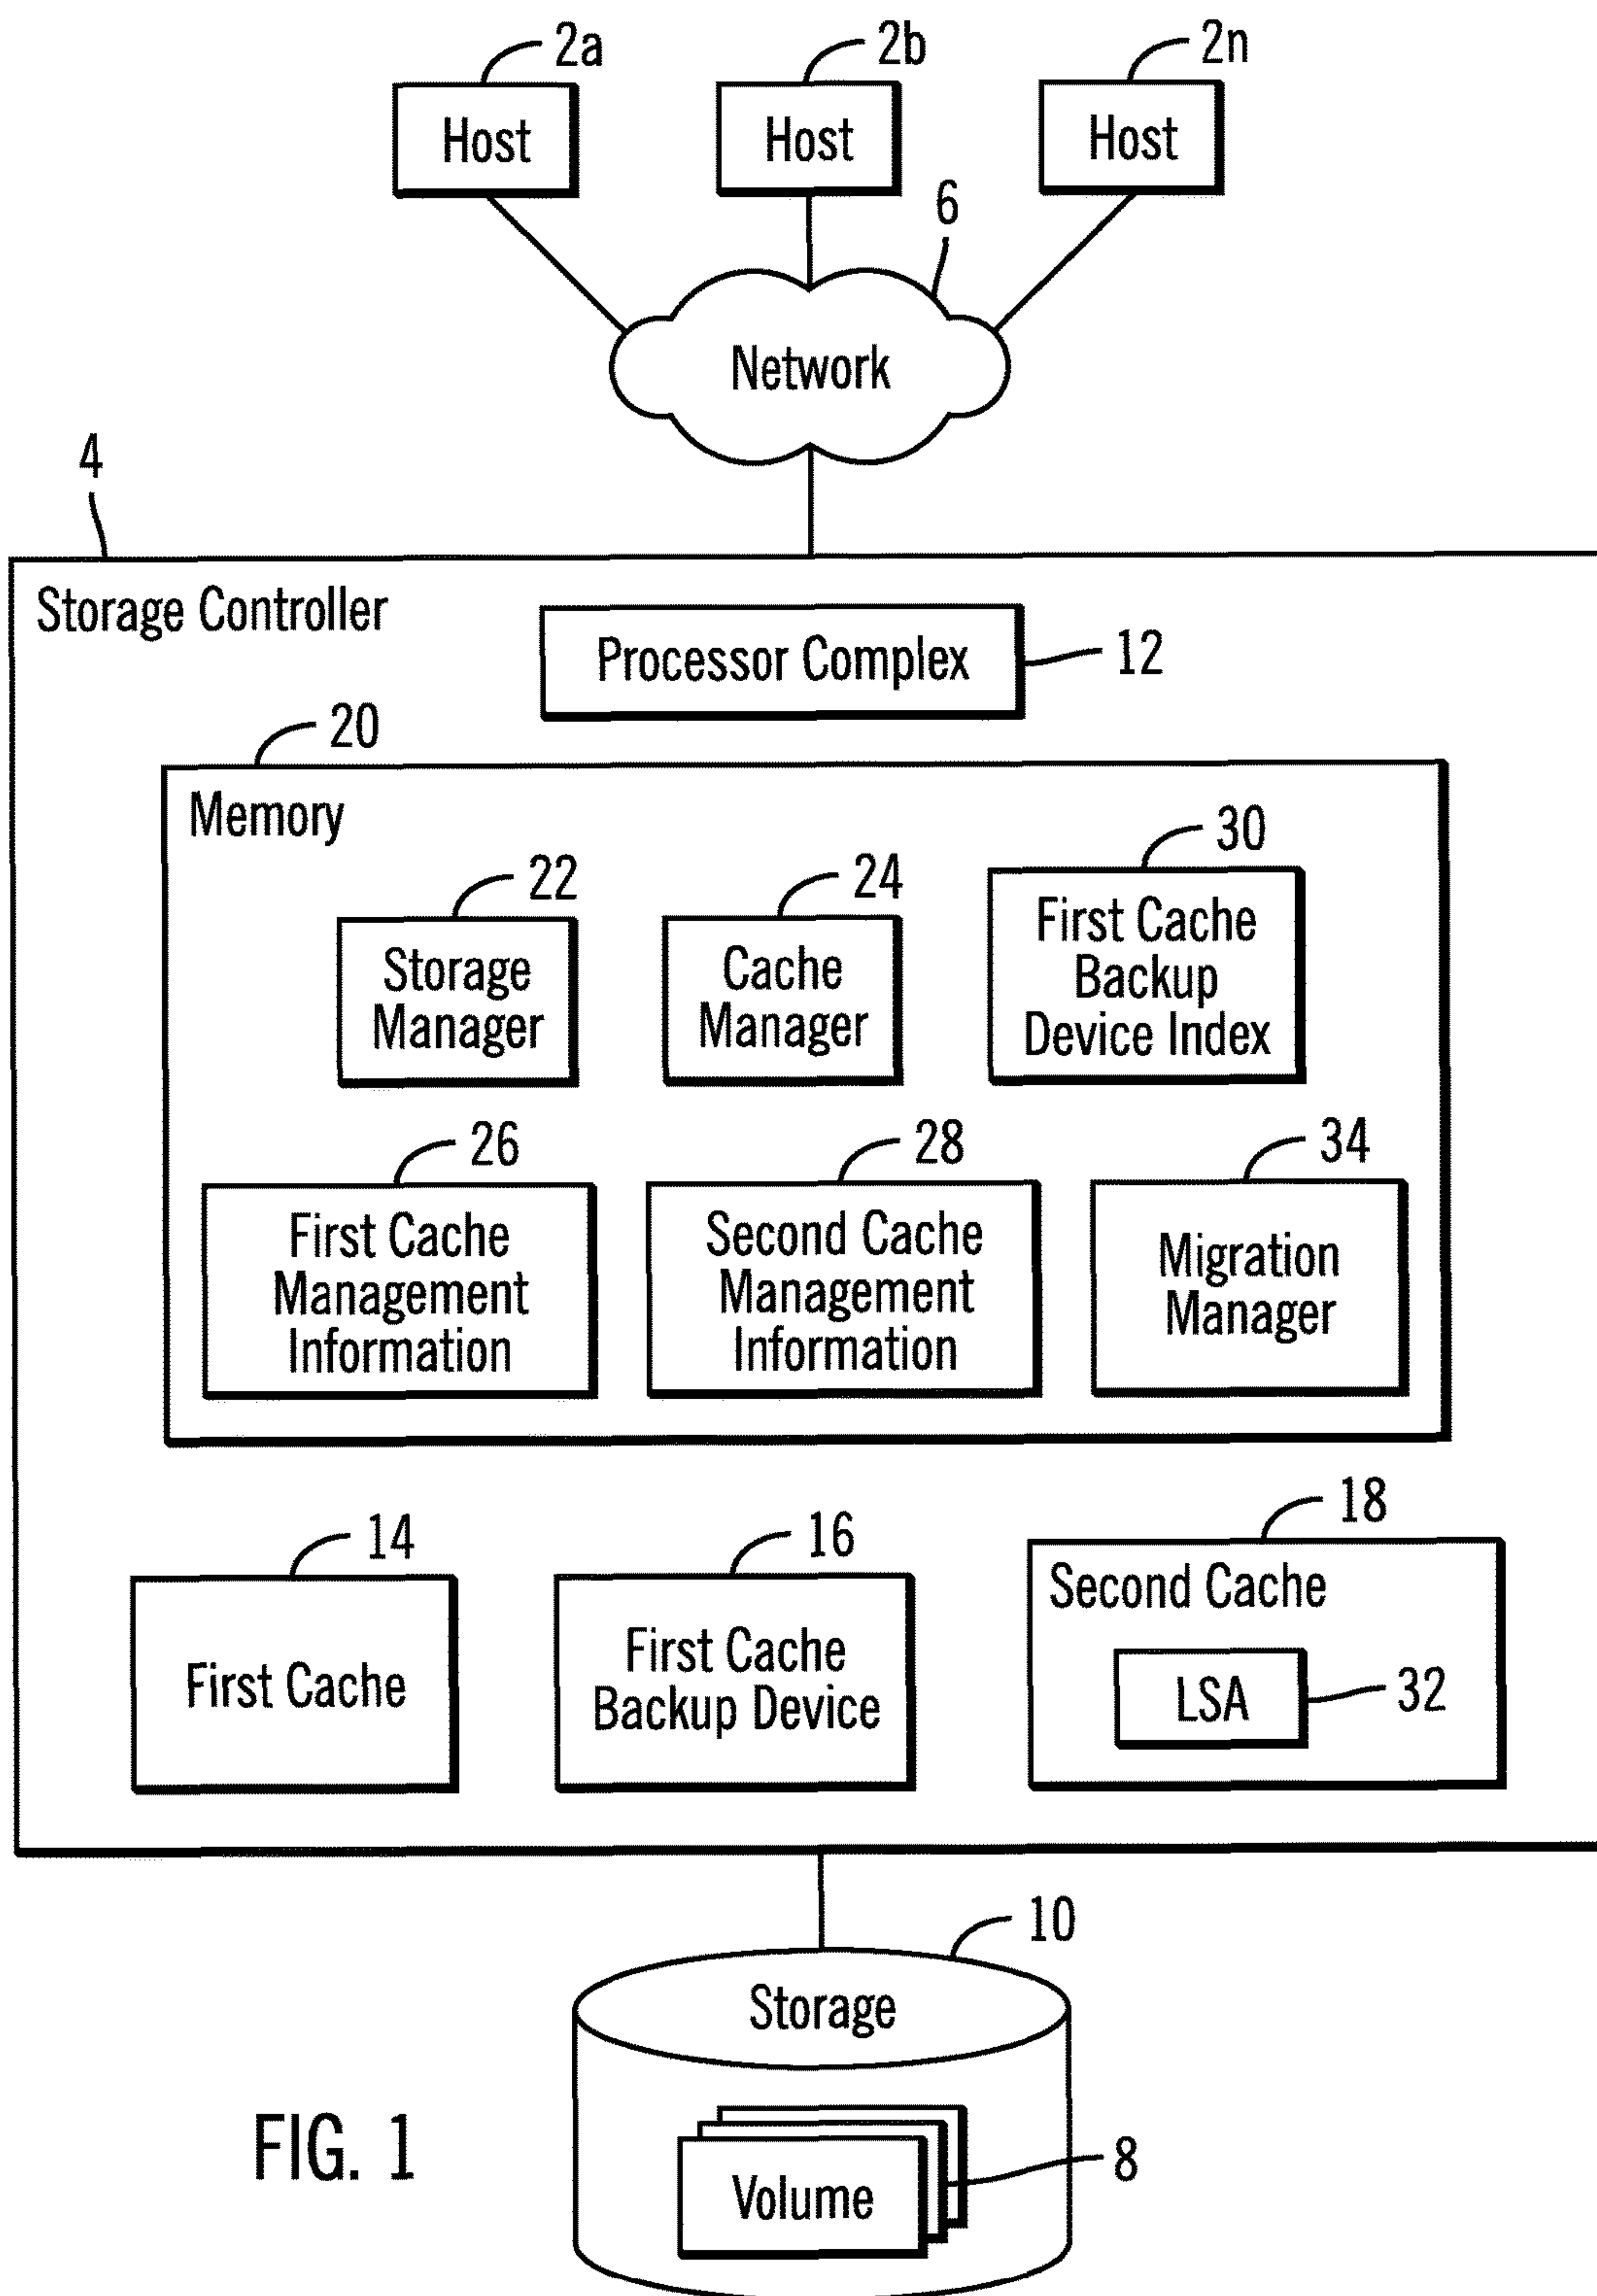 2a
2b
2n
Host
Host
Host
6
Network
4
Storage Controller
Processor Complex
12
20
Memory
22
24
30
Storage
Manager
Cache
Manager
First Cache
Backup
Device Index
26
28
34
First Cache
Management
Information
Second Cache
Management
Information
Migration
Manager
14
16
18
First Cache
First Cache
Backup Device
Second Cache
LSA
32
10
Storage
Volume
8
FIG. 1